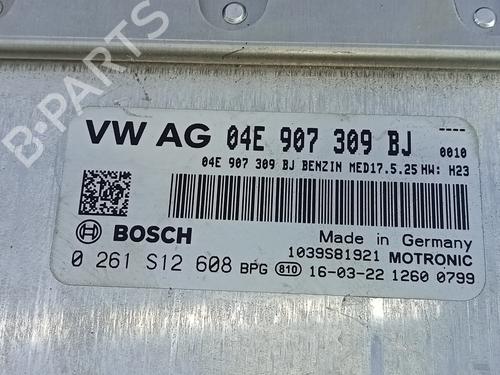 B-PARTS
----
VW AG 04E 907 309 BJ 0010
04E 907 309 BJ BENZIN MED17.5.25 HW: H23
Made in Germany
BOSCH 1039S81921 MOTRONIC
0 261 S12 608 BPG 810 16-03-22 1260 0799